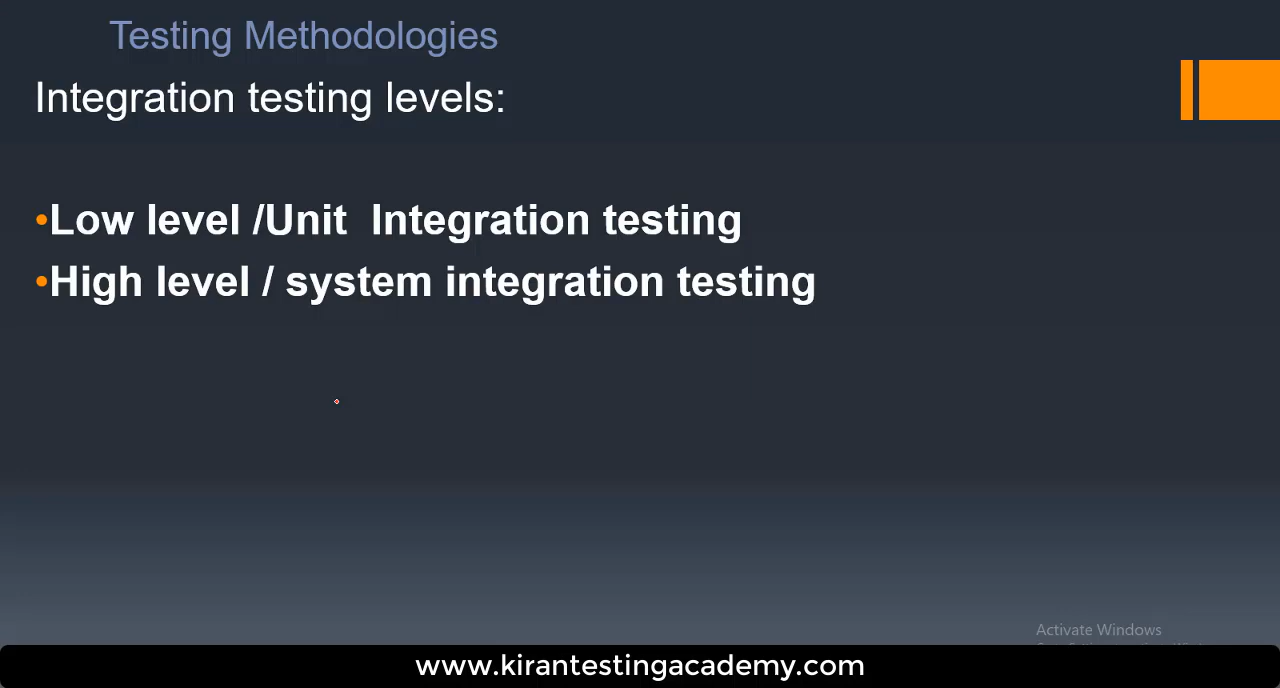 Testing Methodologies
Integration testing levels:
•Low level /Unit  Integration testing
•High level / system integration testing
Activate Windows
www.kirantestingacademy.com